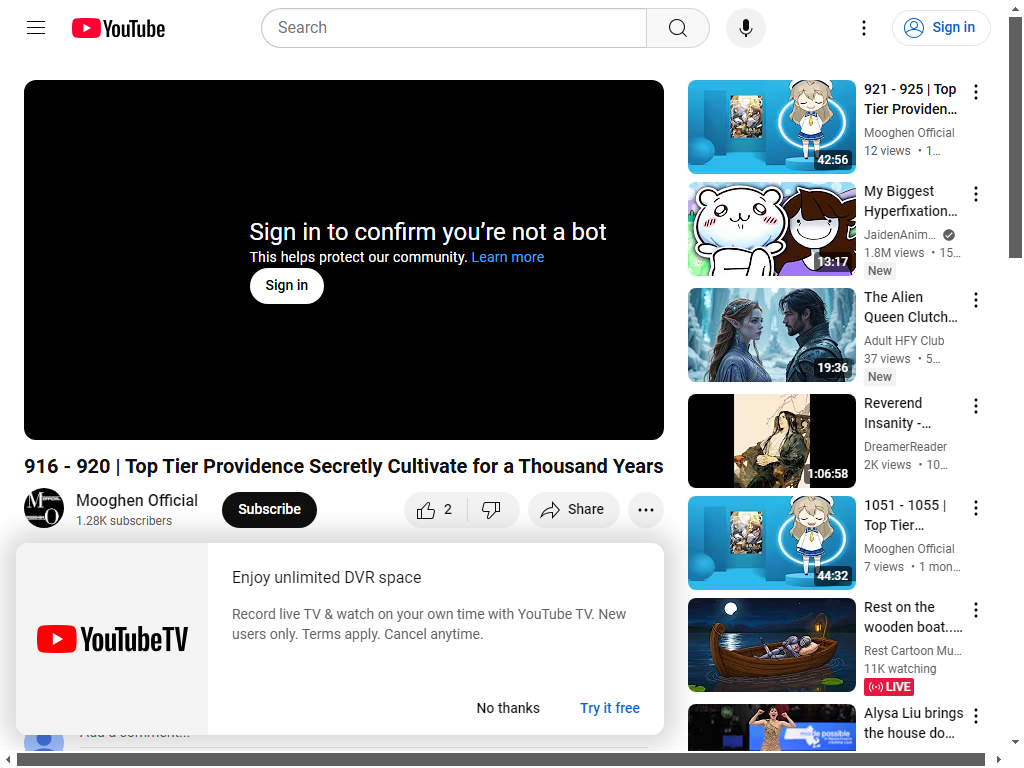 YouTube
Search
Sign in
Sign in to confirm you’re not a bot
This helps protect our community. Learn more
Sign in
916 - 920 | Top Tier Providence Secretly Cultivate for a Thousand Years
Mooghen Official
1.28K subscribers
Subscribe
2
Share
Enjoy unlimited DVR space
Record live TV & watch on your own time with YouTube TV. New
users only. Terms apply. Cancel anytime.
YouTubeTV
No thanks
Try it free
Add a comment...
921 - 925 | Top
Tier Providen...
Mooghen Official
12 views • 1...
42:56
My Biggest
Hyperfixation...
JaidenAnim...
1.8M views • 15...
New
13:17
The Alien
Queen Clutch...
Adult HFY Club
37 views • 5...
New
19:36
Reverend
Insanity -...
DreamerReader
2K views • 10...
1:06:58
1051 - 1055 |
Top Tier...
Mooghen Official
7 views • 1 mon...
44:32
Rest on the
wooden boat....
Rest Cartoon Mu...
11K watching
LIVE
Alysa Liu brings
the house do...
made possible